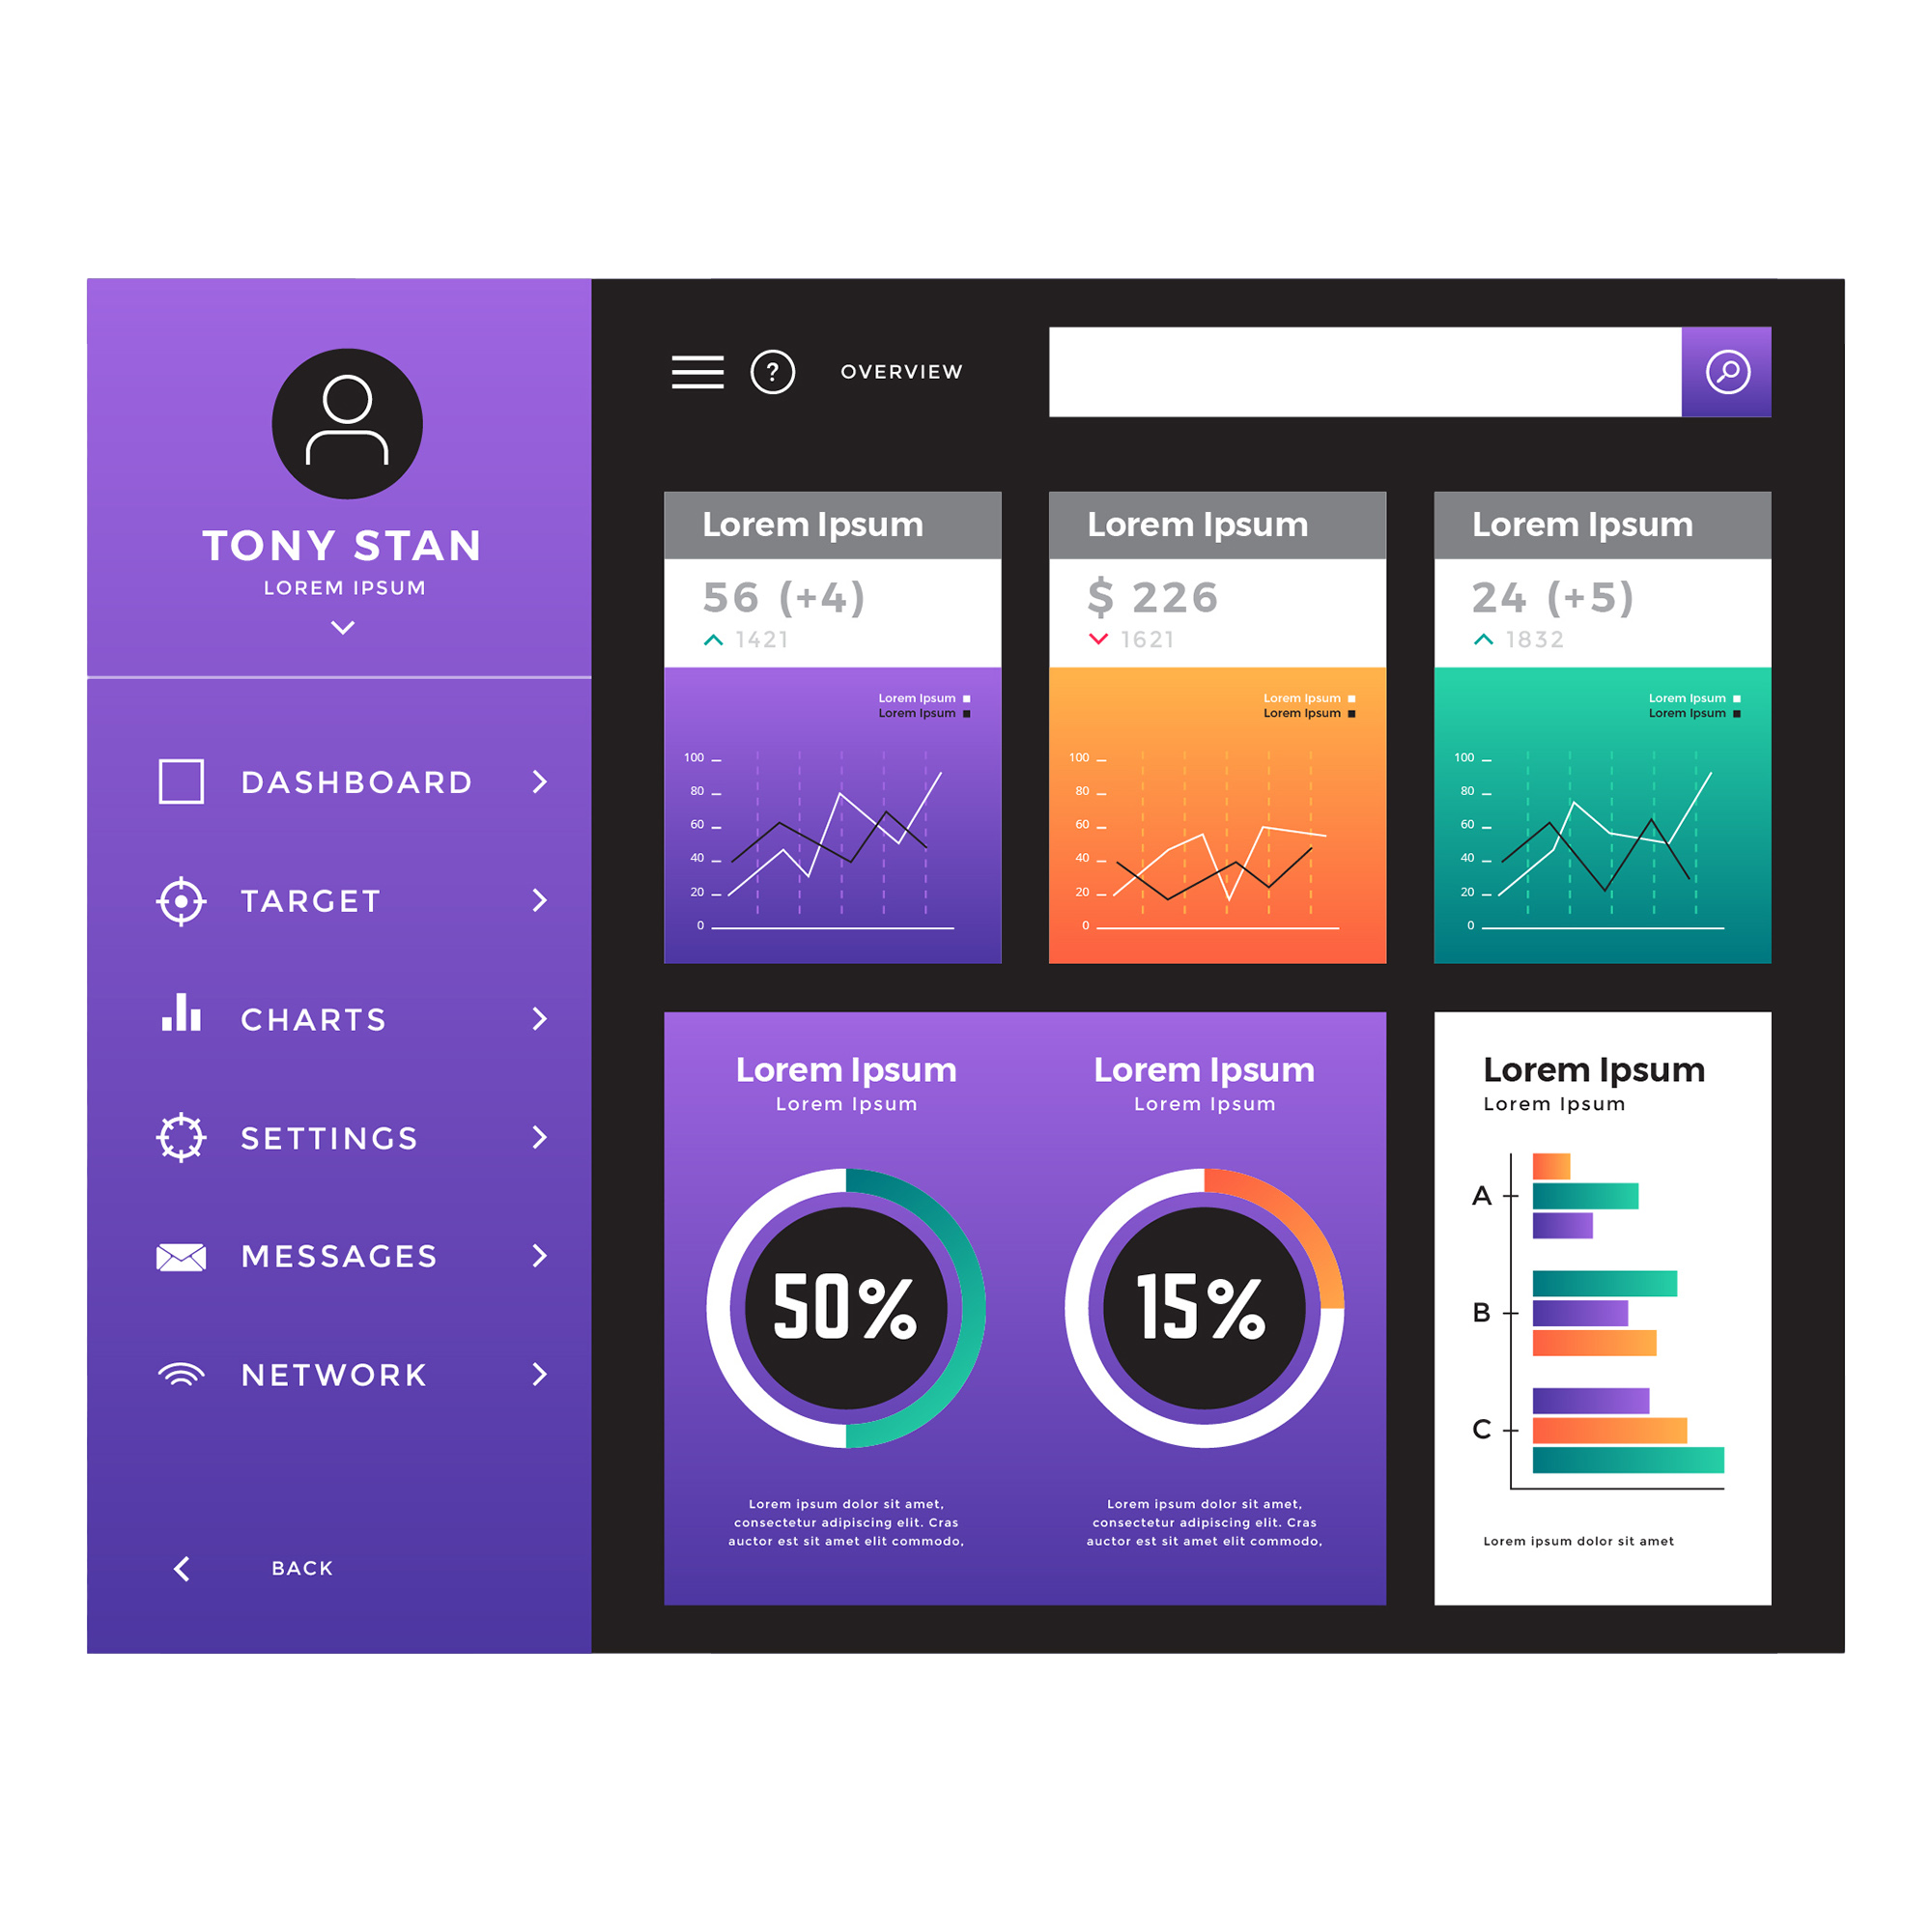 TONY STAN
LOREM IPSUM
DASHBOARD
TARGET
CHARTS
SETTINGS
MESSAGES
NETWORK
BACK
?
OVERVIEW
Lorem Ipsum
56 (+4)
1421
Lorem Ipsum
Lorem Ipsum
100
80
60
40
20
0
Lorem Ipsum
$ 226
1621
Lorem Ipsum
Lorem Ipsum
100
80
60
40
20
0
Lorem Ipsum
24 (+5)
1832
Lorem Ipsum
Lorem Ipsum
100
80
60
40
20
0
Lorem Ipsum
Lorem Ipsum
50%
Lorem ipsum dolor sit amet,
consectetur adipiscing elit. Cras
auctor est sit amet elit commodo,
Lorem Ipsum
Lorem Ipsum
15%
Lorem ipsum dolor sit amet,
consectetur adipiscing elit. Cras
auctor est sit amet elit commodo,
Lorem Ipsum
Lorem Ipsum
A
B
C
Lorem ipsum dolor sit amet